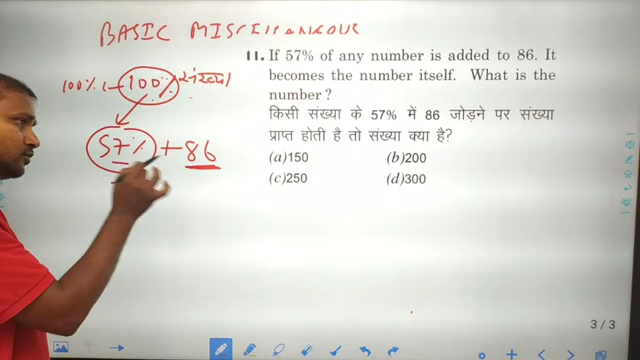 BASIC MISCELLANEOUS
11. If 57% of any number is added to 86. It
becomes the number itself. What is the
number ?
किसी संख्या के 57% में 86 जोड़ने पर संख्या
प्राप्त होती है तो संख्या क्या है?
(a)150 (b)200
(c)250 (d)300
100% 100%
57% + 86
3/3